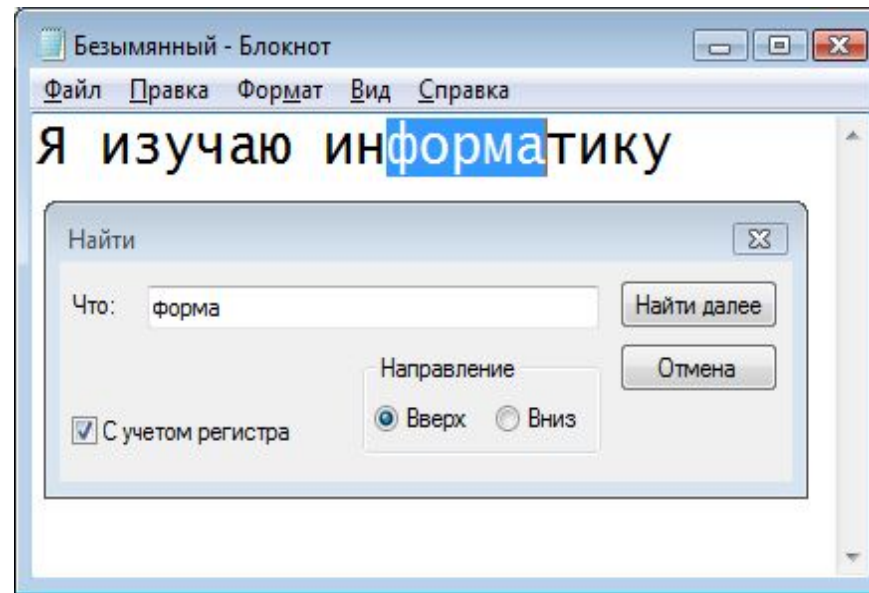 Безымянный - Блокнот
Файл Правка Формат Вид Справка
Я изучаю информатику
Найти
Что: форма Найти далее
Направление Отмена
С учетом регистра Вверх Вниз